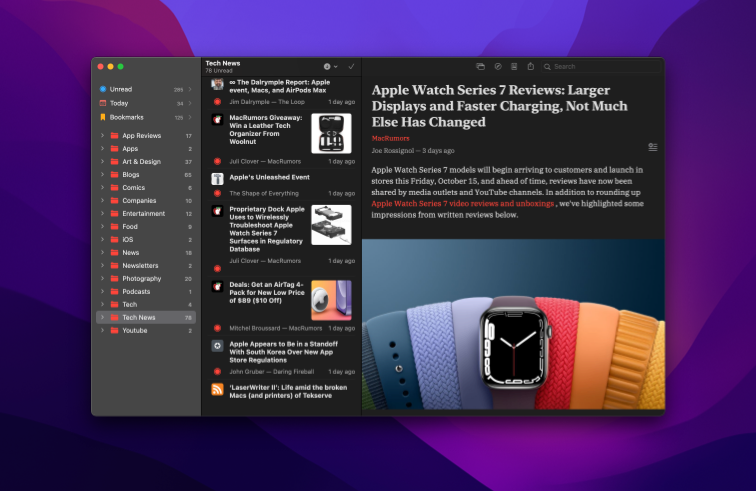 Unread 285
Today 34
Bookmarks 125
App Reviews 17
Apps 3
Art & Design 37
Blogs 65
Comics 6
Companies 10
Entertainment 12
Food 9
iOS 2
News 18
Newsletters 2
Photography 20
Podcasts 1
Tech 4
Tech News 78
Youtube 3
Tech News
78 Unread
∞ The Dalrymple Report: Apple
event, Macs, and AirPods Max
Jim Dalrymple — The Loop 1 day ago
MacRumors Giveaway:
Win a Leather Tech
Organizer From
Woolnut
Juli Clover — MacRumors 1 day ago
Apple's Unleashed Event
The Shape of Everything 1 day ago
Proprietary Dock Apple
Uses to Wirelessly
Troubleshoot Apple
Watch Series 7
Surfaces in Regulatory
Database
Juli Clover — MacRumors 1 day ago
Deals: Get an AirTag 4-
Pack for New Low Price
of $89 ($10 Off)
Mitchel Broussard — MacRumors 1 day ago
Apple Appears to Be in a Standoff
With South Korea Over New App
Store Regulations
John Gruber — Daring Fireball 1 day ago
'LaserWriter II': Life amid the broken
Macs (and printers) of Tekserve
Search
Apple Watch Series 7 Reviews: Larger
Displays and Faster Charging, Not Much
Else Has Changed
MacRumors
Joe Rossignol — 3 days ago
Apple Watch Series 7 models will begin arriving to customers and launch in
stores this Friday, October 15, and ahead of time, reviews have now been
shared by media outlets and YouTube channels. In addition to rounding up
Apple Watch Series 7 video reviews and unboxings , we've highlighted some
impressions from written reviews below.